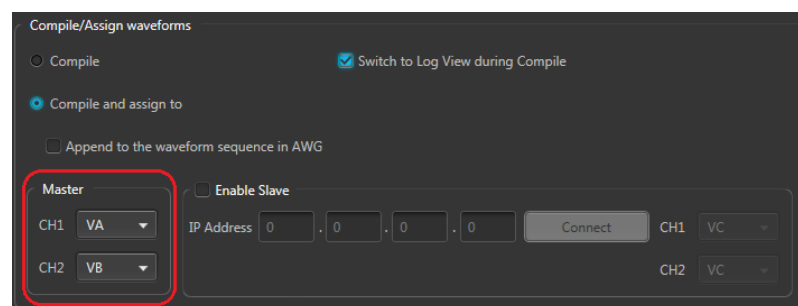 Compile/Assign waveforms
Compile
Switch to Log View during Compile
Compile and assign to
Append to the waveform sequence in AWG
Master
Enable Slave
CH1 VA
IP Address 0 . 0 . 0 . 0 Connect CH1 VC
CH2 VB
CH2 VC